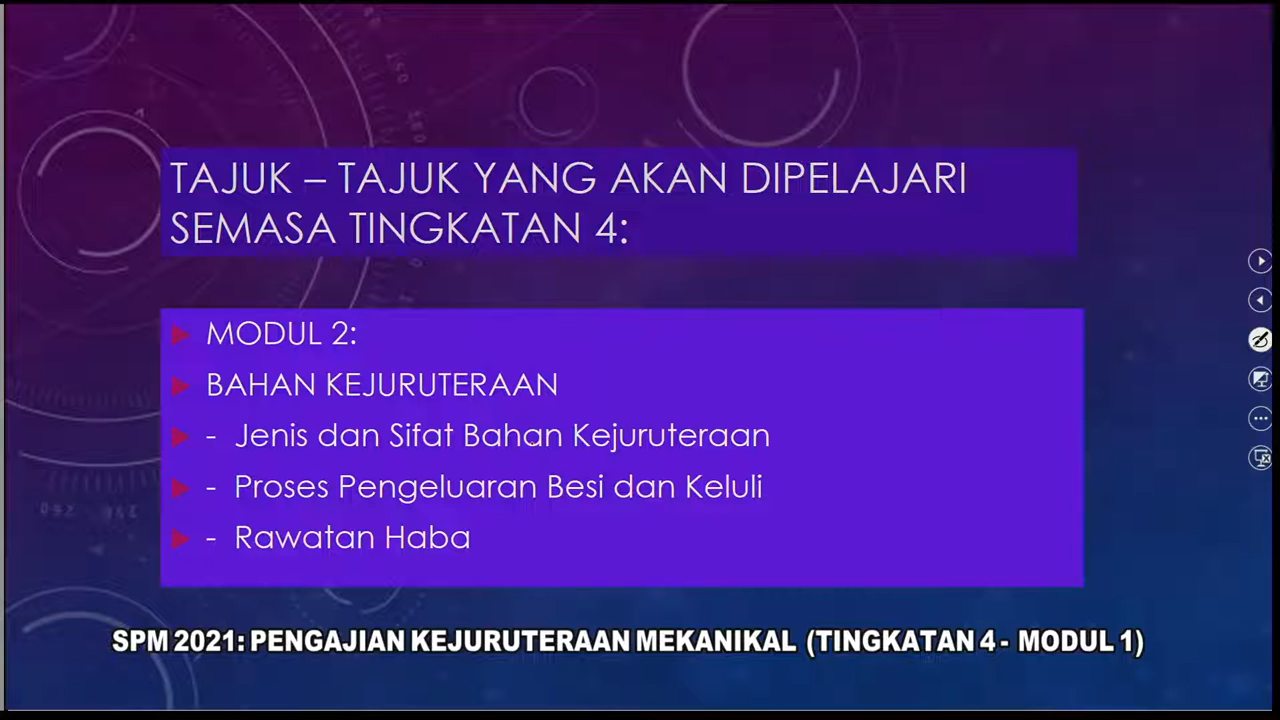 TAJUK – TAJUK YANG AKAN DIPELAJARI
SEMASA TINGKATAN 4:
MODUL 2:
BAHAN KEJURUTERAAN
- Jenis dan Sifat Bahan Kejuruteraan
- Proses Pengeluaran Besi dan Keluli
- Rawatan Haba
SPM 2021: PENGAJIAN KEJURUTERAAN MEKANIKAL (TINGKATAN 4 - MODUL 1)